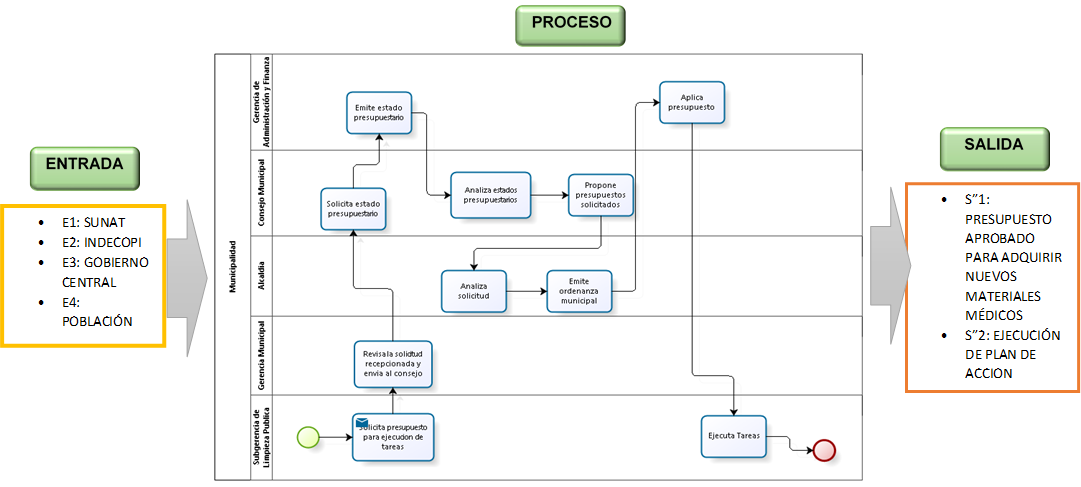 PROCESO
ENTRADA
• E1: SUNAT
• E2: INDECOPI
• E3: GOBIERNO
CENTRAL
• E4:
POBLACIÓN
Municipalidad
Gerencia de
Administración y Finanza
Emite estado
presupuestario
Aplica
presupuesto
Consejo Municipal
Solicita estado
presupuestario
Analiza estados
presupuestarios
Propone
presupuestos
solicitados
Alcaldia
Analiza
solicitud
Emite
ordenanza
municipal
Gerencia Municipal
Revisa la solicitud
recepcionada y
envia al consejo
Subgerencia de
Limpieza Publica
Solicita presupuesto
para ejecucion de
tareas
Ejecuta Tareas
SALIDA
• S”1:
PRESUPUESTO
APROBADO
PARA ADQUIRIR
NUEVOS
MATERIALES
MÉDICOS
• S”2: EJECUCIÓN
DE PLAN DE
ACCION